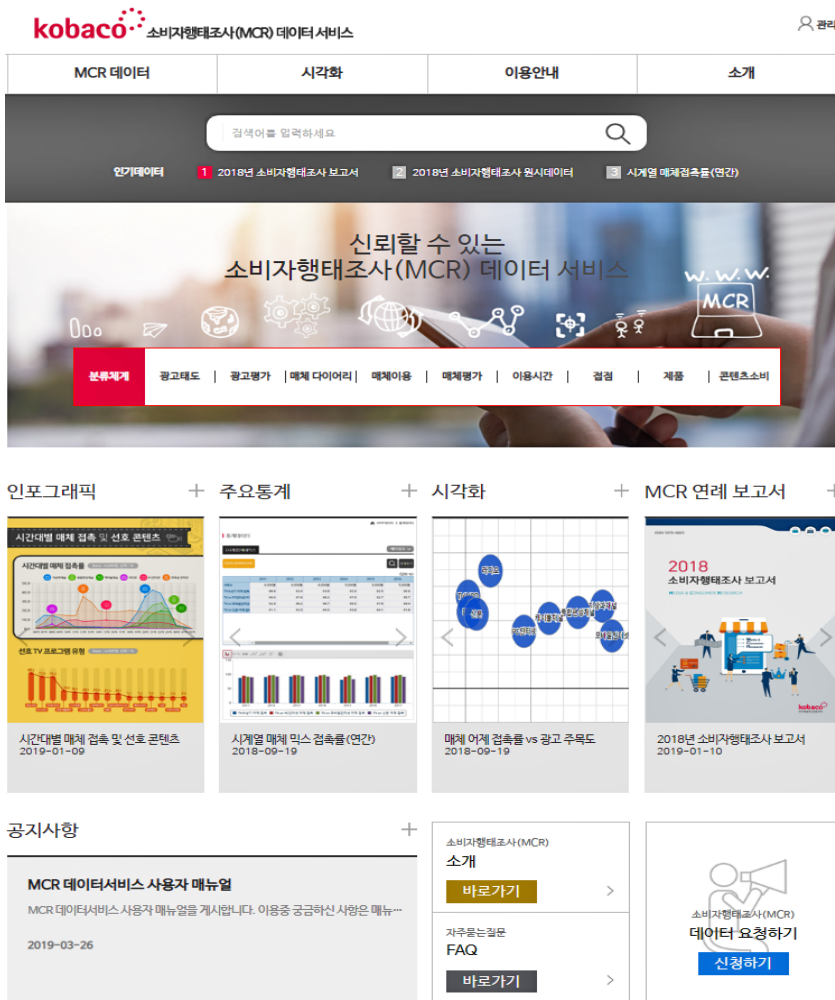 kobaco 소비자행태조사(MCR) 데이터 서비스
MCR 데이터
시각화
이용안내
소개
검색어를 입력하세요
인기데이터
1 2018년 소비자행태조사 보고서
2 2018년 소비자행태조사 원시데이터
3 시계열 매체접촉률(연간)
신뢰할 수 있는
소비자행태조사(MCR) 데이터 서비스
W.W.W.
MCR
분류체계
광고태도 | 광고평가 | 매체 다이어리 | 매체이용 | 매체평가 | 이용시간 | 접점 | 제품 | 콘텐츠소비
인포그래픽
주요통계
시각화
MCR 연례 보고서
시간대별 매체 접촉 및 선호 콘텐츠
시간대별 매체 접촉률
선호 TV 프로그램 유형
2018
소비자행태조사 보고서
kobaco
시간대별 매체 접촉 및 선호 콘텐츠
2019-01-09
시계열 매체 믹스 접촉률(연간)
2018-09-19
매체 어제 접촉률 vs 광고 주목도
2018-09-19
2018년 소비자행태조사 보고서
2019-01-10
공지사항
MCR 데이터서비스 사용자 매뉴얼
MCR 데이터서비스 사용자 매뉴얼을 게시합니다. 이용중 궁금하신 사항은 매뉴…
2019-03-26
소비자행태조사(MCR)
소개
바로가기
자주묻는질문
FAQ
바로가기
소비자행태조사(MCR)
데이터 요청하기
신청하기